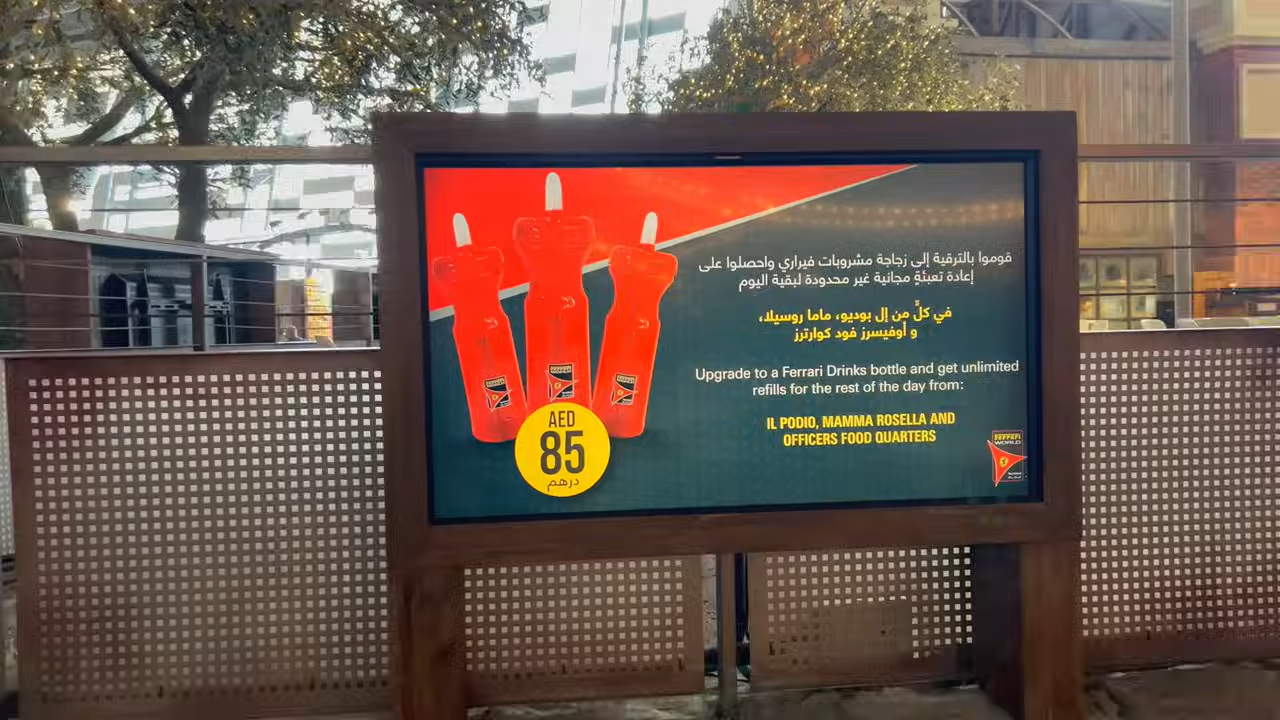 قوموا بالترقية إلى زجاجة مشروبات فيراري واحصلوا على
إعادة تعبئةٍ مجانية غير محدودة لبقية اليوم
في كلٍّ من إل بوديو، ماما روسيلا،
و أوفيسرز فود كوارترز
Upgrade to a Ferrari Drinks bottle and get unlimited
refills for the rest of the day from:
IL PODIO, MAMMA ROSELLA AND
OFFICERS FOOD QUARTERS
AED
85
درهم
FERRARI
WORLD